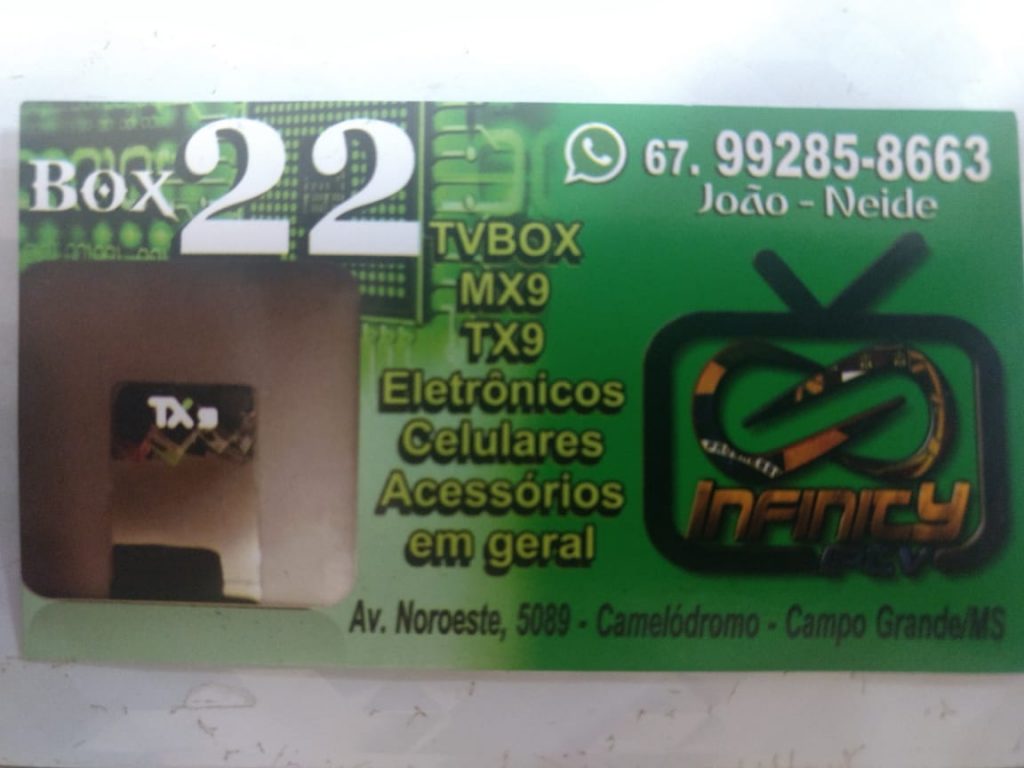 Box 22
67. 99285-8663
João - Neide
TVBOX
MX9
TX9
Eletrônicos
Celulares
Acessórios
em geral
TX9
INFINITY
Av. Noroeste, 5089 - Camelódromo - Campo Grande/MS